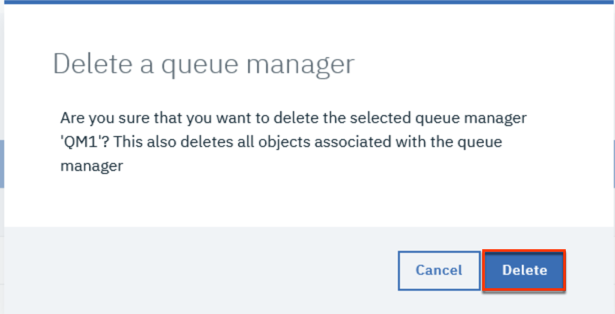 Delete a queue manager
Are you sure that you want to delete the selected queue manager
'QM1'? This also deletes all objects associated with the queue
manager
Cancel Delete